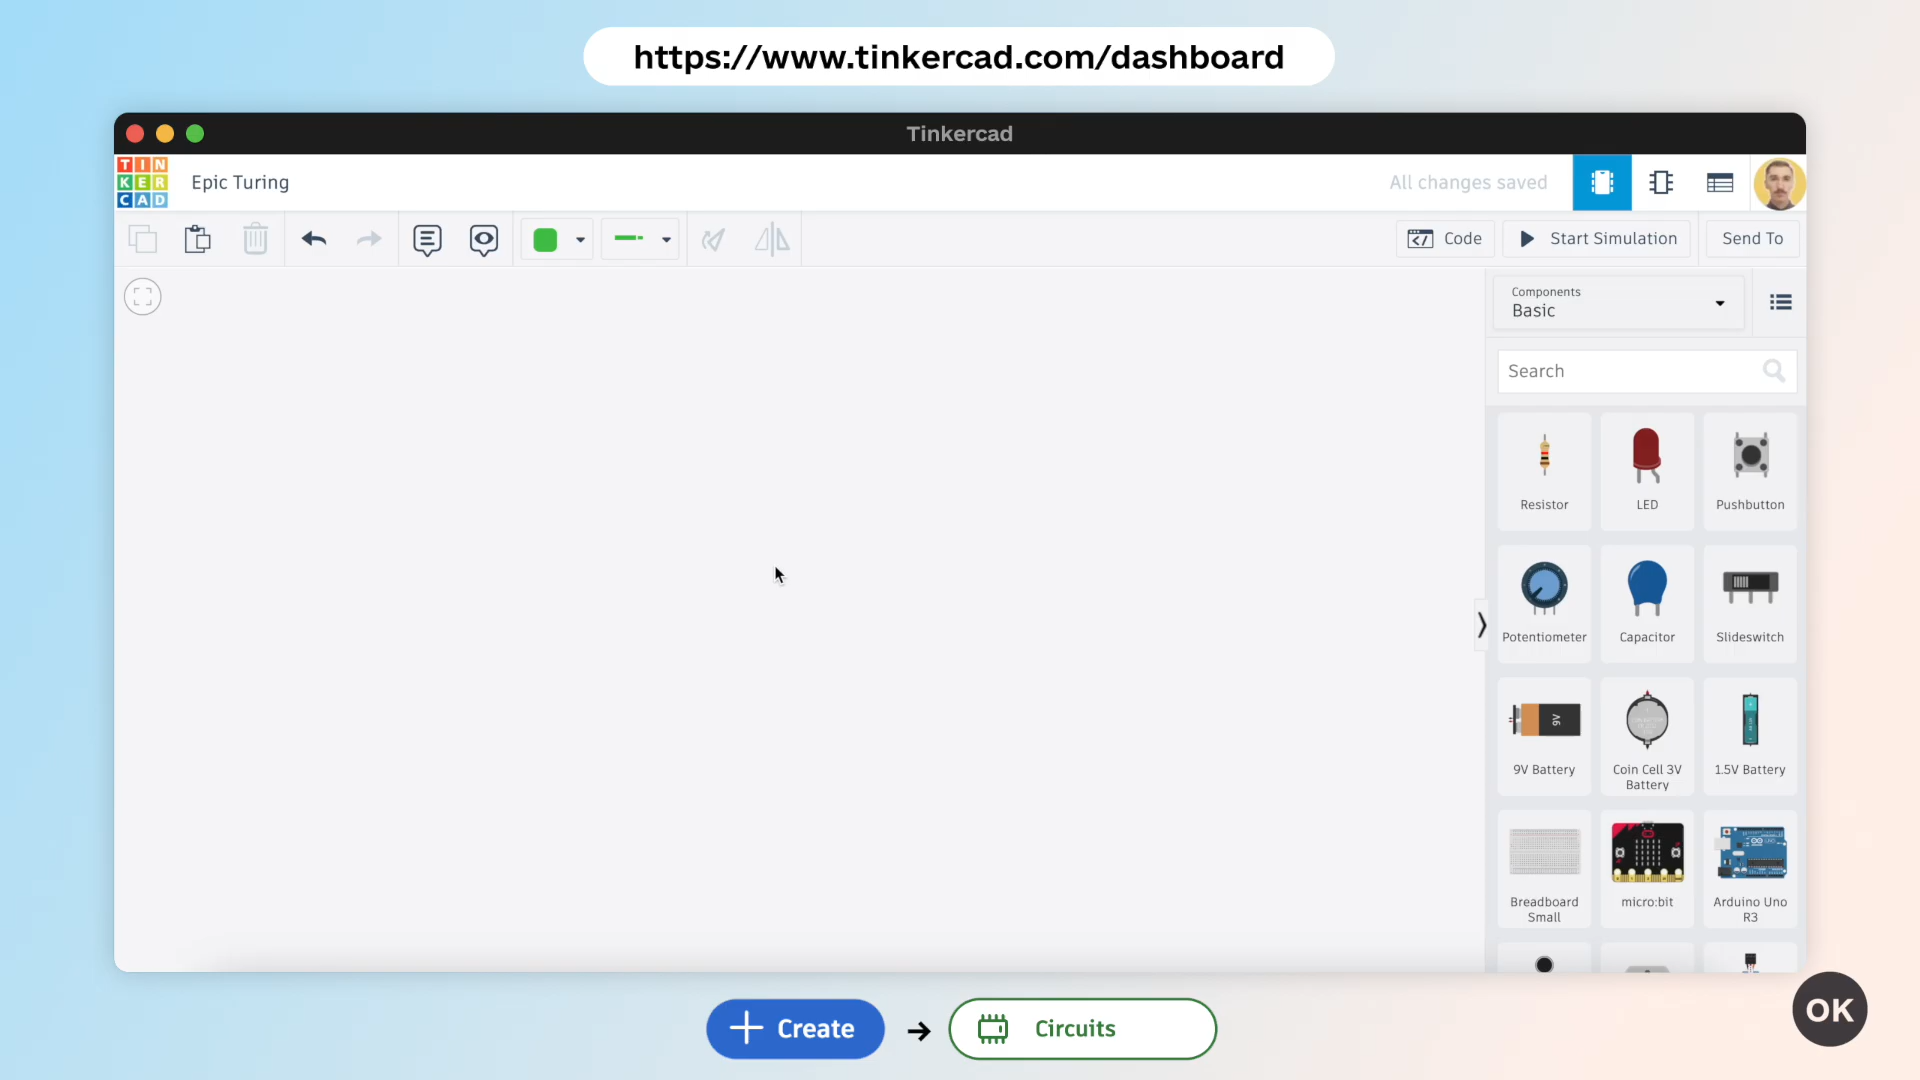 https://www.tinkercad.com/dashboard
Tinkercad
TIN
KER
CAD
Epic Turing
All changes saved
Code
Start Simulation
Send To
Components
Basic
Search
Resistor
LED
Pushbutton
Potentiometer
Capacitor
Slideswitch
9V
9V Battery
Coin Cell 3V
Battery
1.5V Battery
Breadboard
Small
micro:bit
Arduino Uno
R3
Create
Circuits
OK